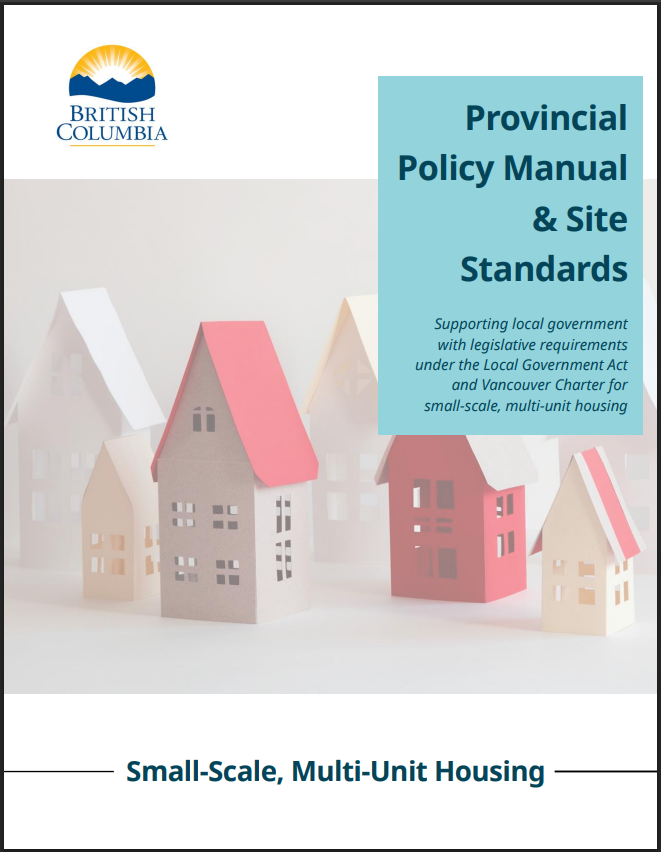 BRITISH
COLUMBIA
Provincial
Policy Manual
& Site
Standards
Supporting local government
with legislative requirements
under the Local Government Act
and Vancouver Charter for
small-scale, multi-unit housing
Small-Scale, Multi-Unit Housing